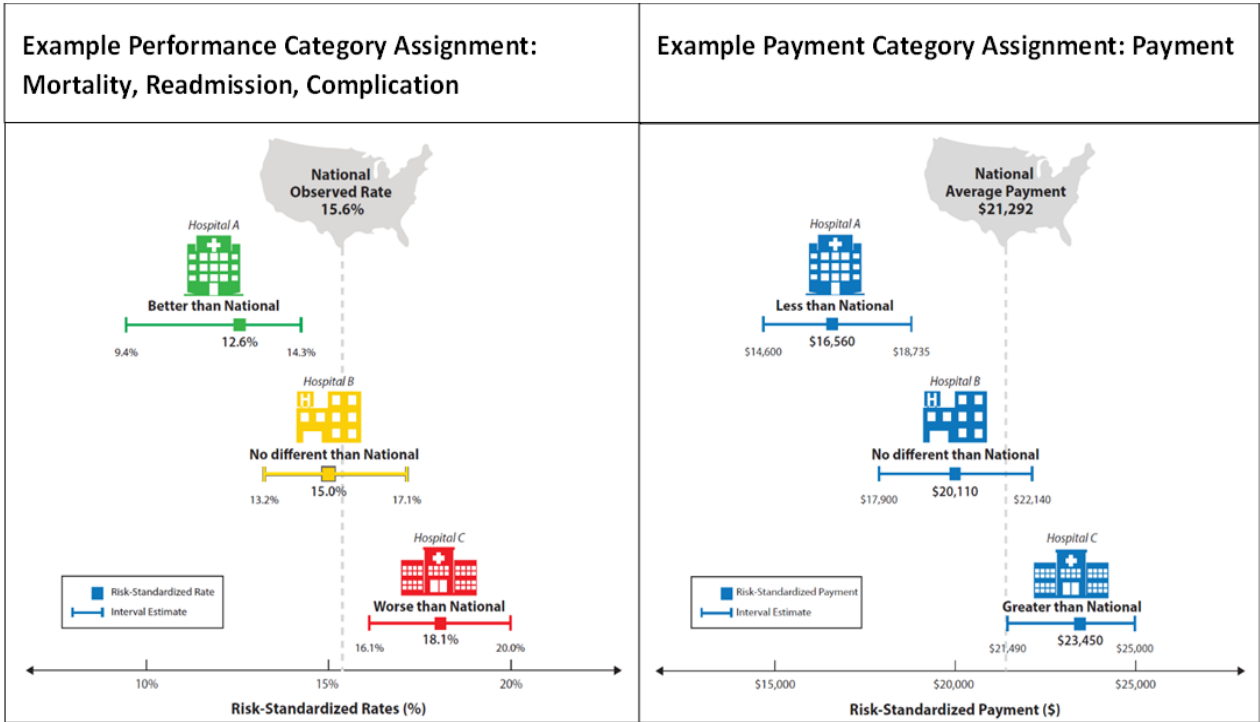 Example Performance Category Assignment:
Mortality, Readmission, Complication
Example Payment Category Assignment: Payment
National
Observed Rate
15.6%
Hospital A
Better than National
12.6%
9.4%
14.3%
Hospital B
H
No different than National
15.0%
13.2%
17.1%
Hospital C
Worse than National
18.1%
16.1%
20.0%
Risk-Standardized Rate
Interval Estimate
10%
15%
20%
Risk-Standardized Rates (%)
National
Average Payment
$21,292
Hospital A
Less than National
$16,560
$14,600
$18,735
Hospital B
H
No different than National
$20,110
$17,900
$22,140
Hospital C
Greater than National
$23,450
$21,490
$25,000
Risk-Standardized Payment
Interval Estimate
$15,000
$20,000
$25,000
Risk-Standardized Payment ($)